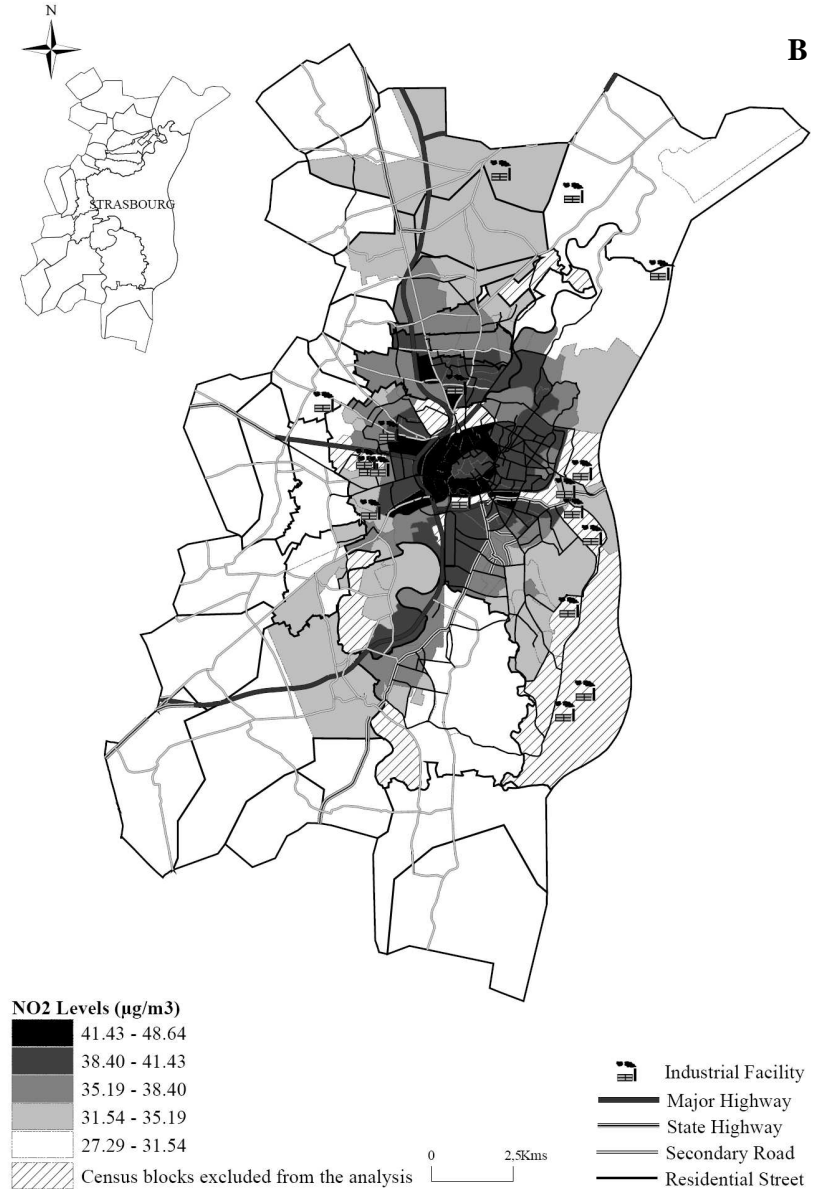 N
B
STRASBOURG
NO2 Levels (µg/m3)
41.43 - 48.64
38.40 - 41.43
35.19 - 38.40
31.54 - 35.19
27.29 - 31.54
Census blocks excluded from the analysis
0 2,5Kms
Industrial Facility
Major Highway
State Highway
Secondary Road
Residential Street